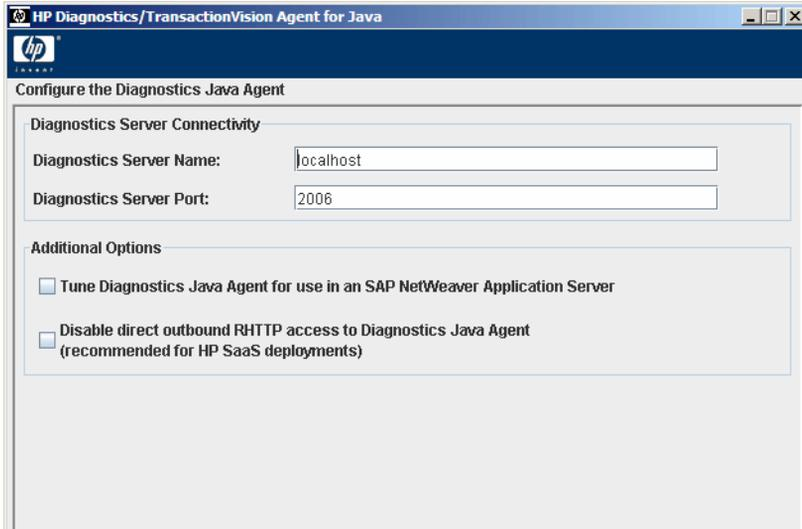 HP Diagnostics/TransactionVision Agent for Java
hp
invent
Configure the Diagnostics Java Agent
Diagnostics Server Connectivity
Diagnostics Server Name:
localhost
Diagnostics Server Port:
2006
Additional Options
Tune Diagnostics Java Agent for use in an SAP NetWeaver Application Server
Disable direct outbound RHTTP access to Diagnostics Java Agent
(recommended for HP SaaS deployments)